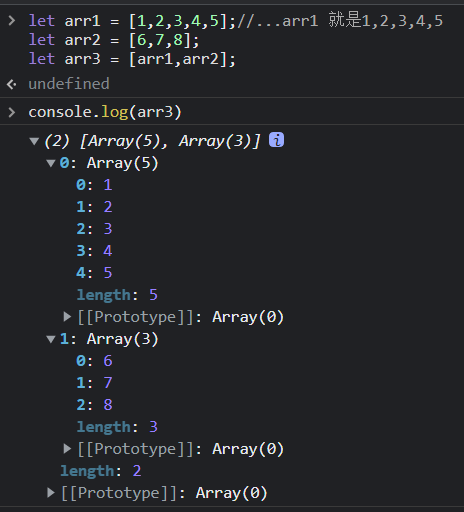 let arr1 = [1,2,3,4,5];//...arr1 就是1,2,3,4,5
let arr2 = [6,7,8];
let arr3 = [arr1,arr2];
undefined
console.log(arr3)
(2) [Array(5), Array(3)] i
0: Array(5)
0: 1
1: 2
2: 3
3: 4
4: 5
length: 5
[[Prototype]]: Array(0)
1: Array(3)
0: 6
1: 7
2: 8
length: 3
[[Prototype]]: Array(0)
length: 2
[[Prototype]]: Array(0)